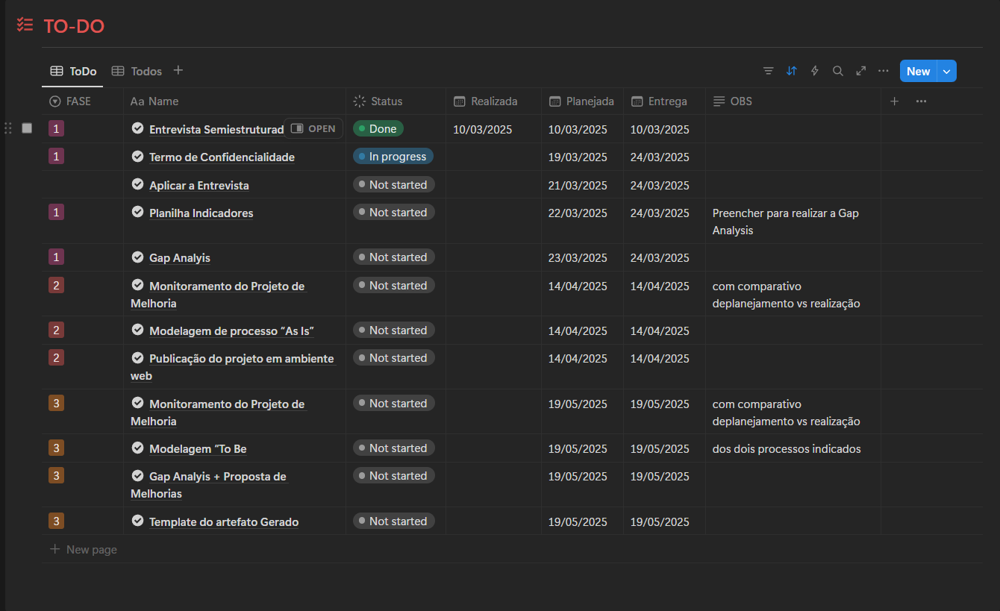 TO-DO
ToDo Todos New
FASE Aa Name Status Realizada Planejada Entrega OBS
1 Entrevista Semiestruturad OPEN Done 10/03/2025 10/03/2025 10/03/2025
1 Termo de Confidencialidade In progress 19/03/2025 24/03/2025
Aplicar a Entrevista Not started 21/03/2025 24/03/2025
1 Planilha Indicadores Not started 22/03/2025 24/03/2025 Preencher para realizar a Gap
Analysis
1 Gap Analyis Not started 23/03/2025 24/03/2025
2 Monitoramento do Projeto de Not started 14/04/2025 14/04/2025 com comparativo
Melhoria deplanejamento vs realização
2 Modelagem de processo “As Is” Not started 14/04/2025 14/04/2025
2 Publicação do projeto em ambiente Not started 14/04/2025 14/04/2025
web
3 Monitoramento do Projeto de Not started 19/05/2025 19/05/2025 com comparativo
Melhoria deplanejamento vs realização
3 Modelagem “To Be Not started 19/05/2025 19/05/2025 dos dois processos indicados
3 Gap Analyis + Proposta de Not started 19/05/2025 19/05/2025
Melhorias
3 Template do artefato Gerado Not started 19/05/2025 19/05/2025
New page